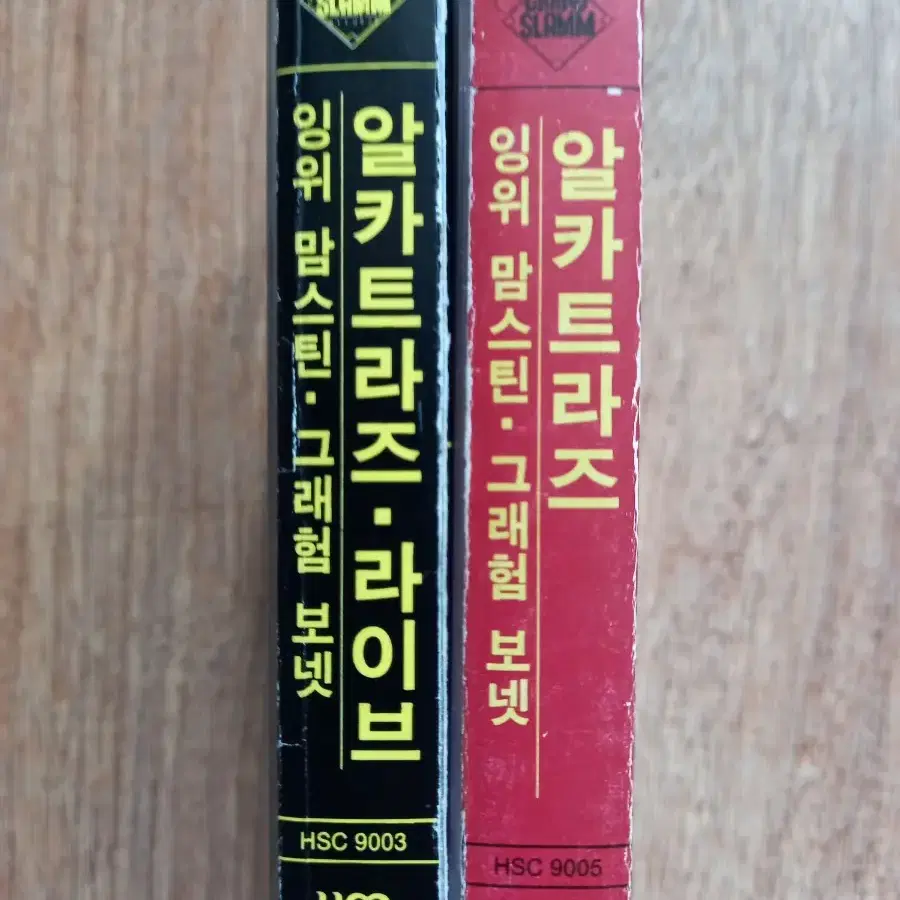 SLAMM
알카트라즈·라이브
잉위 맘스틴·그래험 보넷
HSC 9003
SLAMM
알카트라즈
잉위 맘스틴·그래험 보넷
HSC 9005